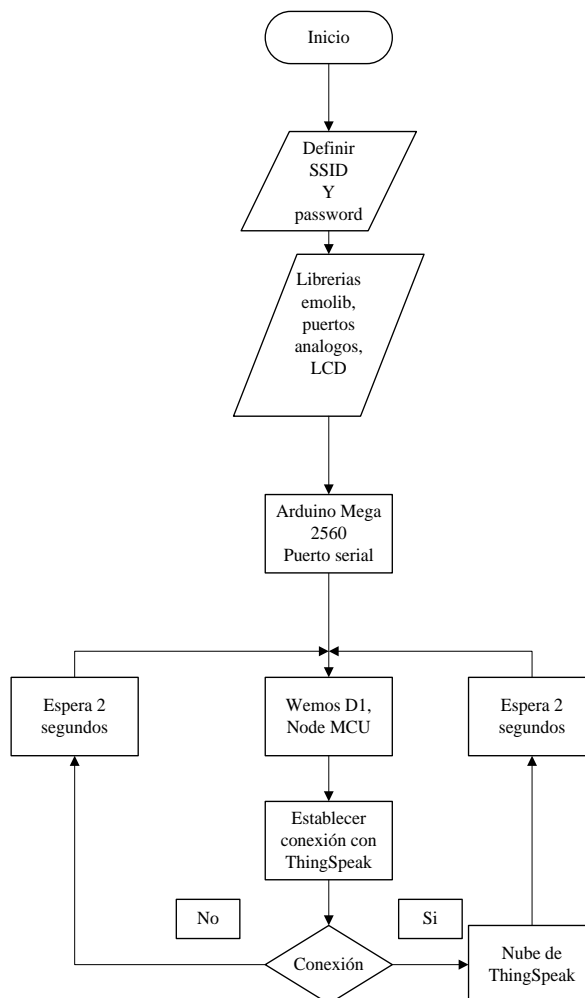 Inicio
Definir
SSID
Y
password
Librerias
emolib,
puertos
analogos,
LCD
Arduino Mega
2560
Puerto serial
Espera 2
segundos
Wemos D1,
Node MCU
Espera 2
segundos
Establecer
conexión con
ThingSpeak
No
Si
Conexión
Nube de
ThingSpeak